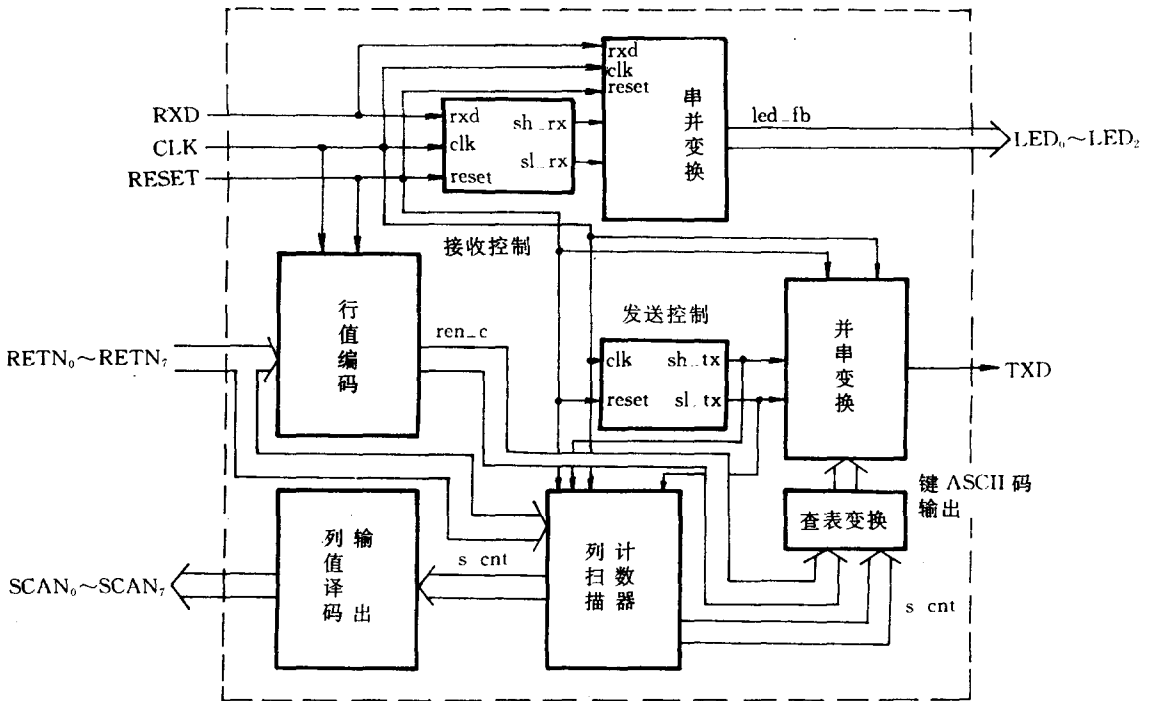 rxd
clk
reset
串并变换
led_fb
LED₀～LED₂
RXD
CLK
RESET
rxd
clk
reset
sh_rx
sl_rx
接收控制
行值编码
RETN₀～RETN₇
ren_c
发送控制
clk
reset
sh_tx
sl_tx
并串变换
TXD
键 ASCII 码
输出
查表变换
列值译码
输出
s cnt
列扫描
计数器
SCAN₀～SCAN₇
s cnt